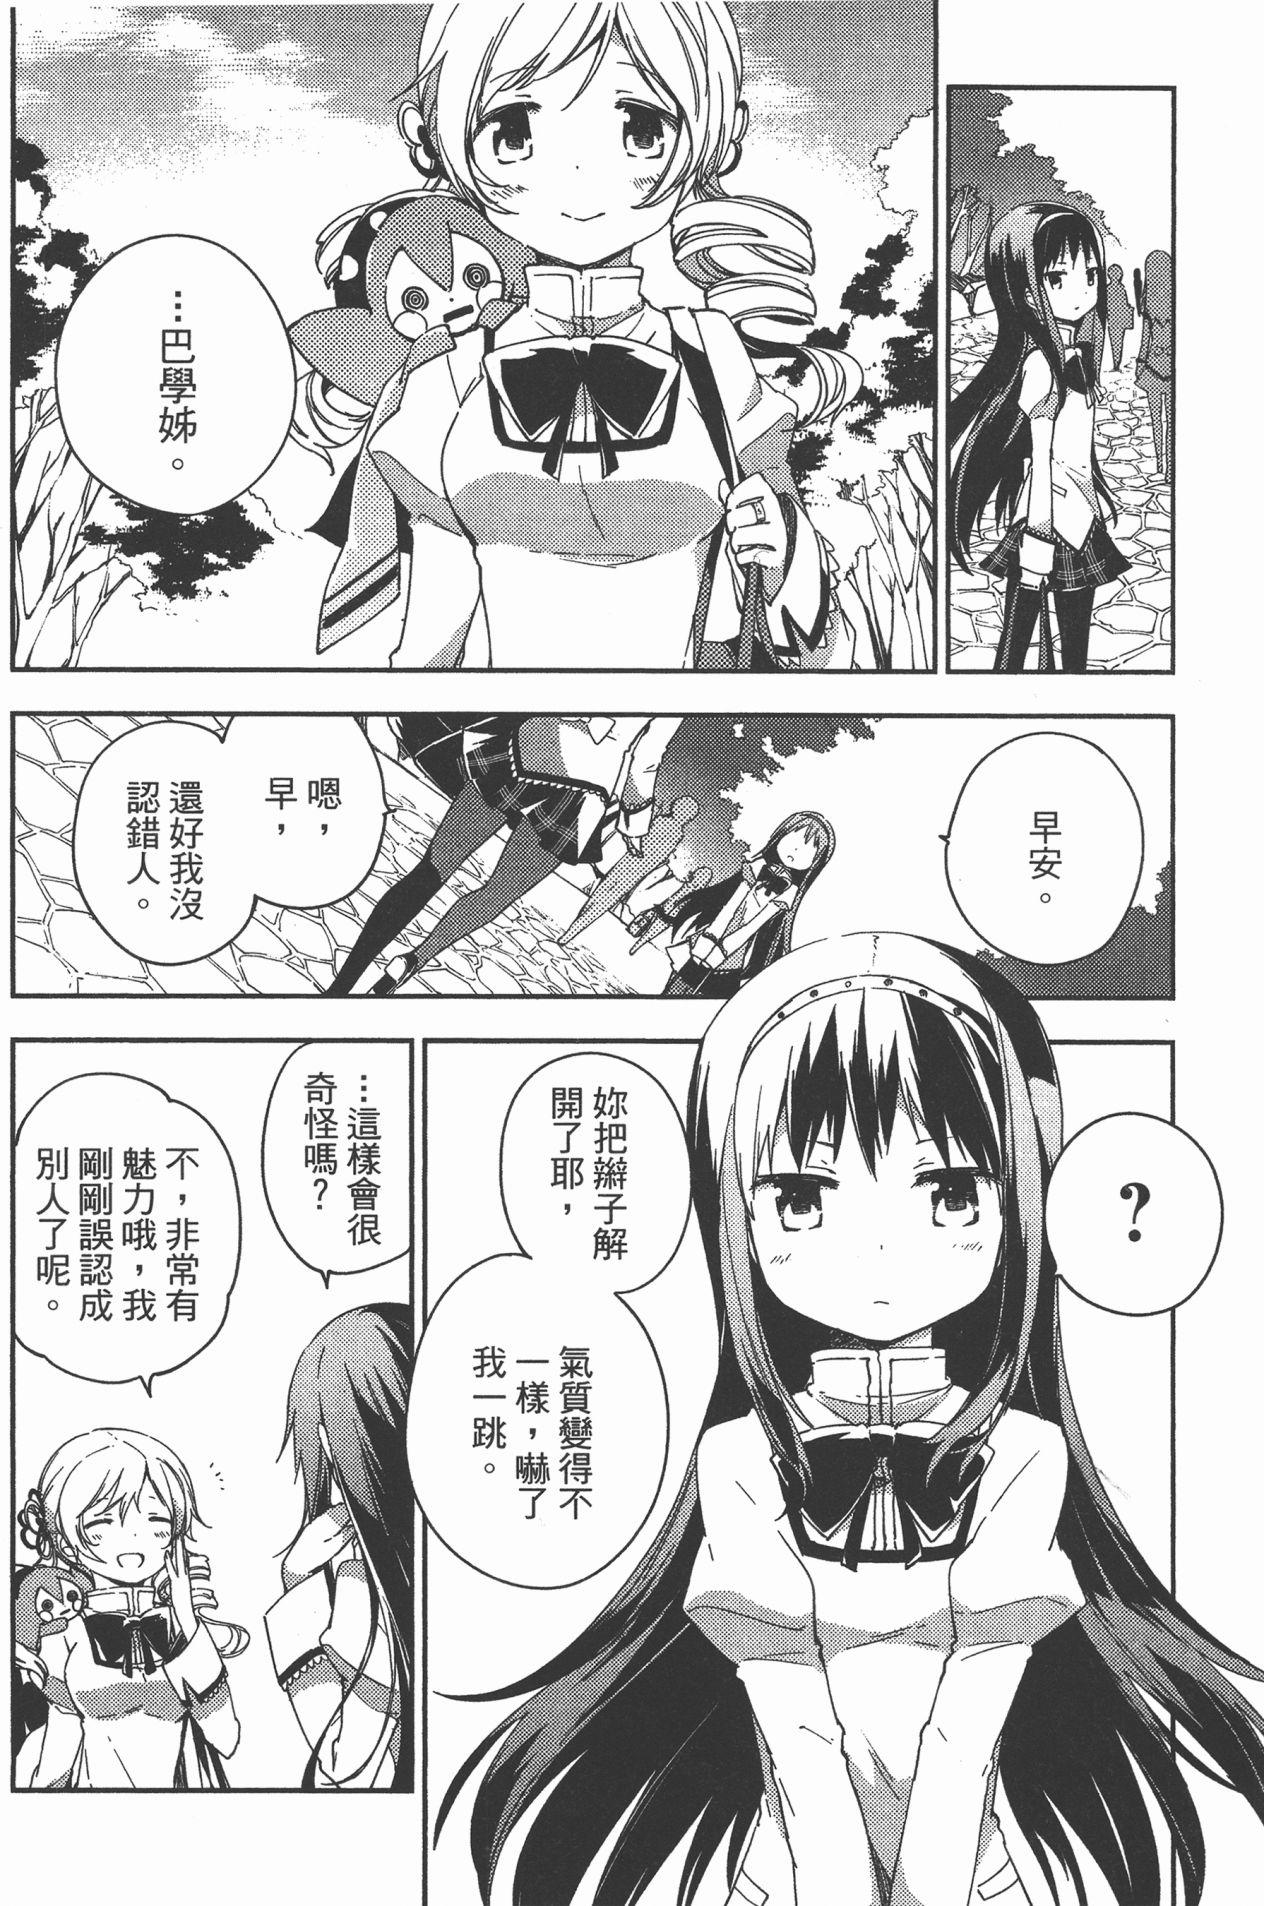 …巴學姊。
早安。
嗯，
早，
還好我沒
認錯人。
？
妳把辮子解
開了耶，
氣質變得不
一樣，嚇了
我一跳。
…這樣會很
奇怪嗎？
不，非常有
魅力哦，我
剛剛誤認成
別人了呢。